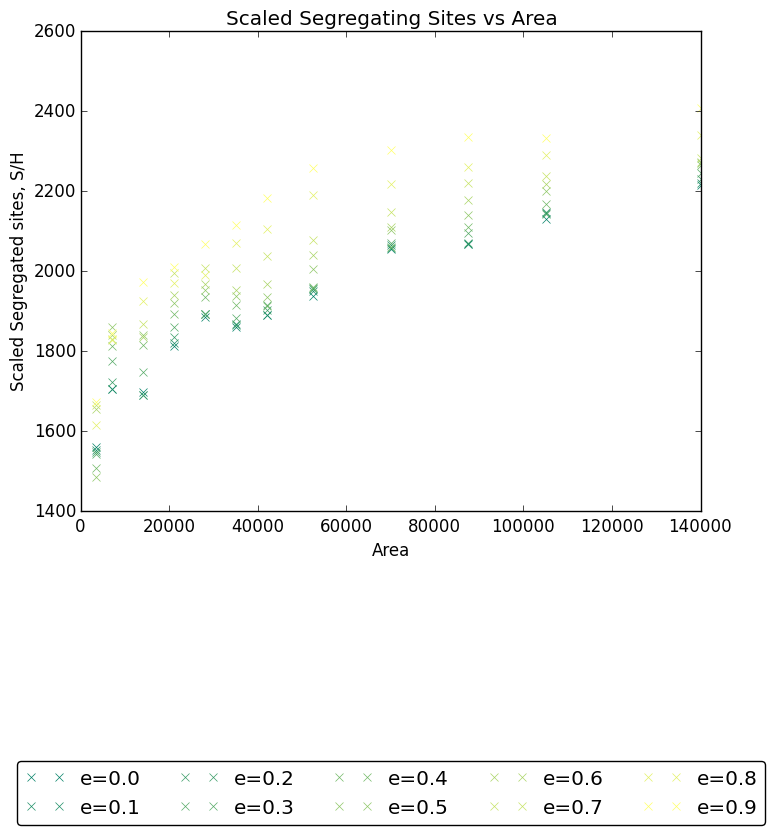 Scaled Segregating Sites vs Area
2600
2400
2200
2000
1800
1600
1400
Scaled Segregated sites, S/H
0 20000 40000 60000 80000 100000 120000 140000
Area
e=0.0 e=0.2 e=0.4 e=0.6 e=0.8
e=0.1 e=0.3 e=0.5 e=0.7 e=0.9